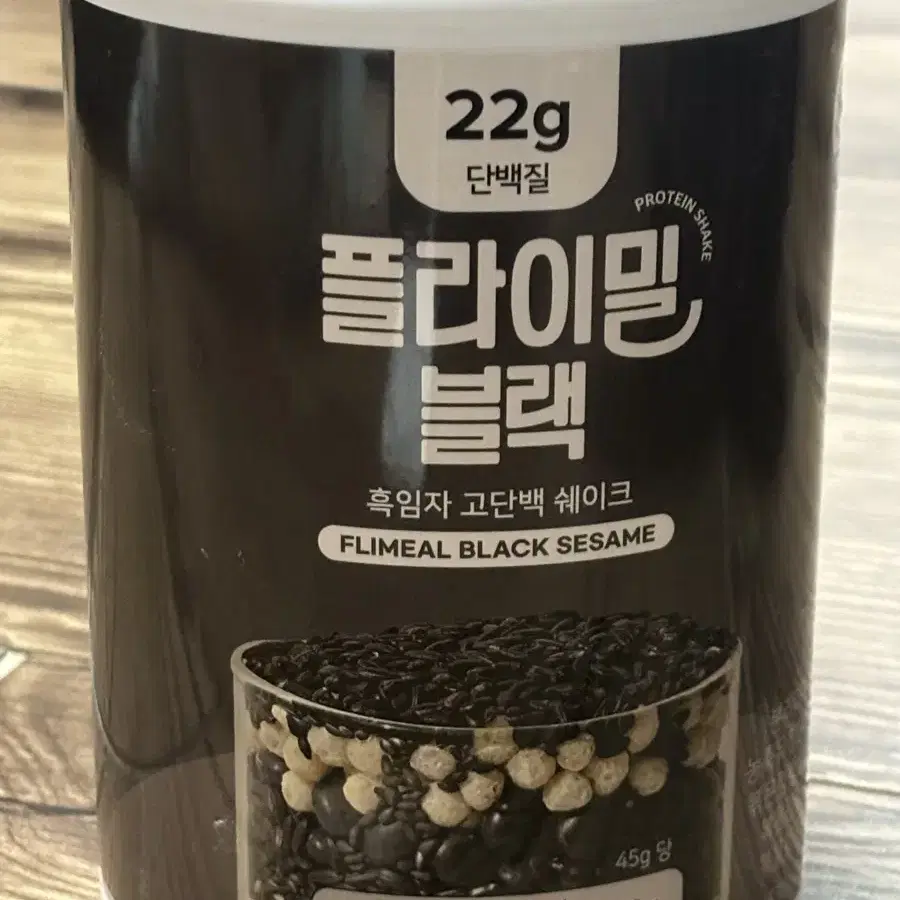 22g
단백질
PROTEIN SHAKE
플라이밀
블랙
흑임자 고단백 쉐이크
FLIMEAL BLACK SESAME
45g 당